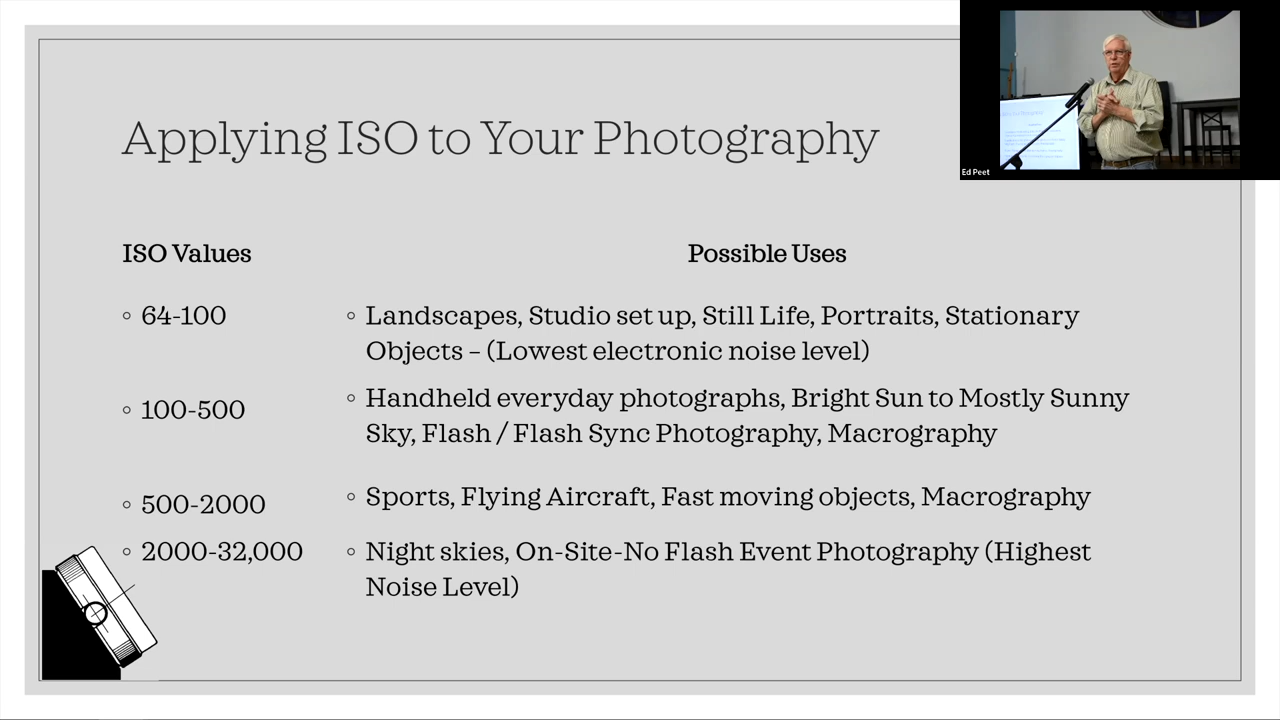 Applying ISO to Your Photography
Ed Peet
ISO Values
Possible Uses
◦ 64-100
◦ Landscapes, Studio set up, Still Life, Portraits, Stationary
Objects – (Lowest electronic noise level)
◦ 100-500
◦ Handheld everyday photographs, Bright Sun to Mostly Sunny
Sky, Flash / Flash Sync Photography, Macrography
◦ 500-2000
◦ Sports, Flying Aircraft, Fast moving objects, Macrography
◦ 2000-32,000
◦ Night skies, On-Site-No Flash Event Photography (Highest
Noise Level)